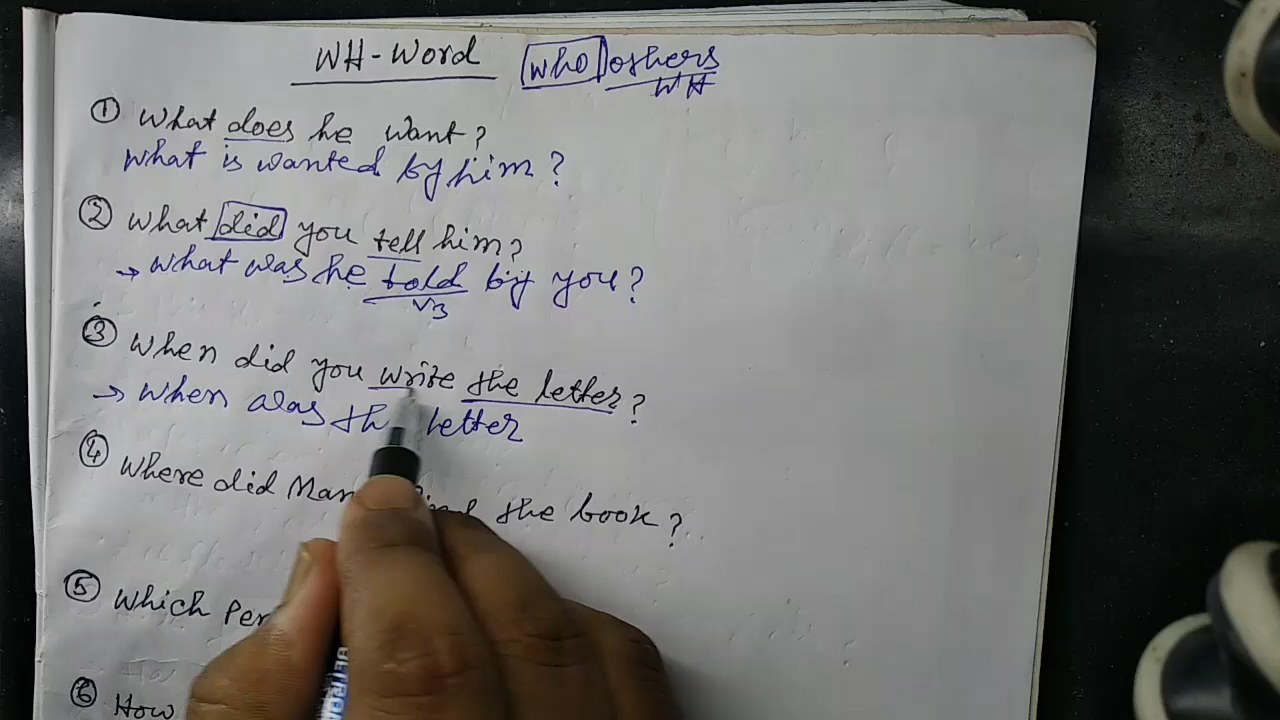 WH-Word who others
WH
① What does he want?
What is wanted by him?
② What did you tell him?
→ What was he told by you?
V3
③ When did you write the letter?
→ When was the letter
④ Where did the book?
⑤ Which
⑥ How